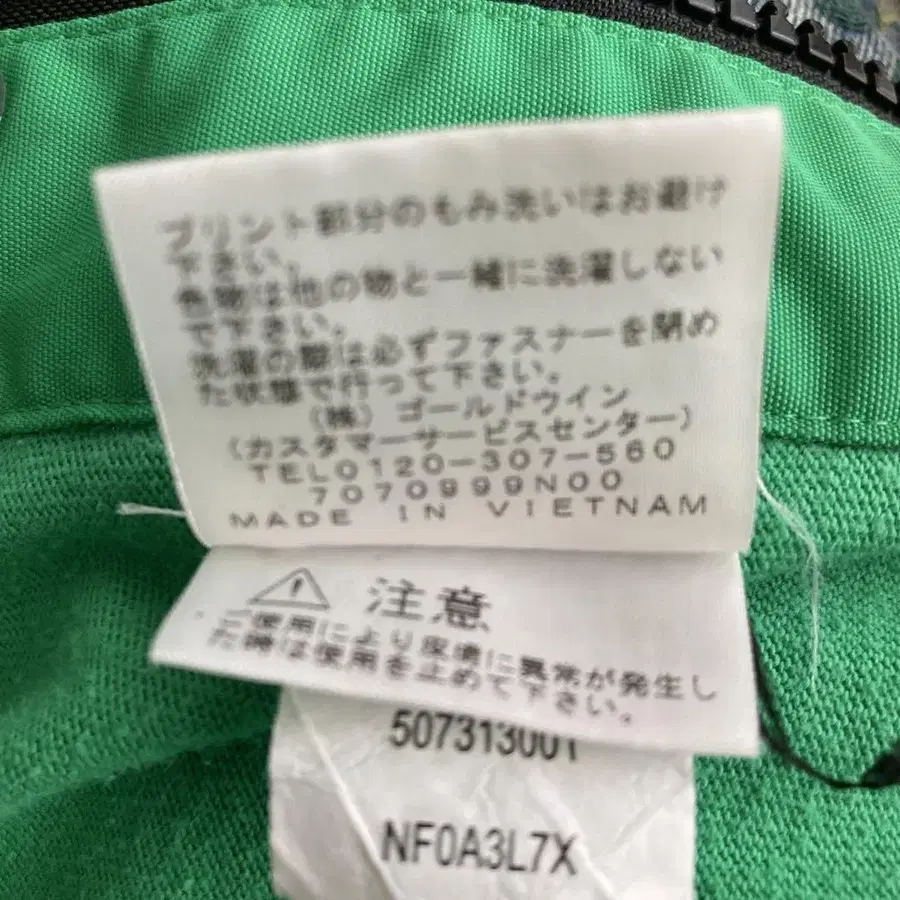 プリント部分のもみ洗いはお避け
下さい。
色物は他の物と一緒に洗濯しない
で下さい。
洗濯の際は必ずファスナーを閉め
た状態で行って下さい。
(株)ゴールドウイン
(カスタマーサービスセンター)
TEL0120-307-560
7070999N00
MADE IN VIETNAM
注意
ご使用により皮膚に異常が発生し
た時は使用を止めて下さい。
507313001
NF0A3L7X